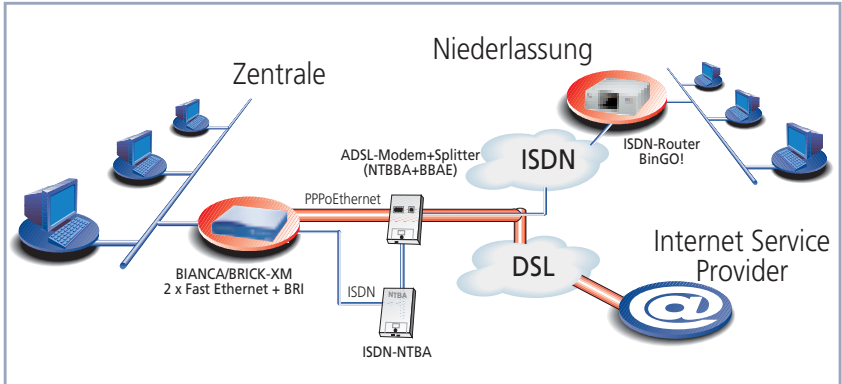 Zentrale
Niederlassung
ADSL-Modem+Splitter
(NTBBA+BBAE)
ISDN
ISDN-Router
BinGO!
PPPoEthernet
BIANCA/BRICK-XM
2 x Fast Ethernet + BRI
ISDN
NTBA
ISDN-NTBA
DSL
Internet Service
Provider
@